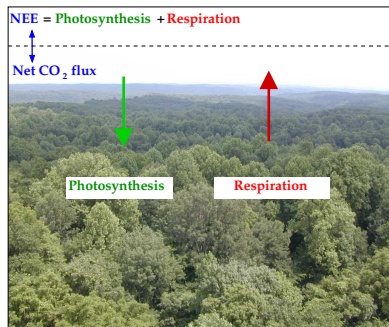 NEE = Photosynthesis + Respiration
Net CO2 flux
Photosynthesis
Respiration